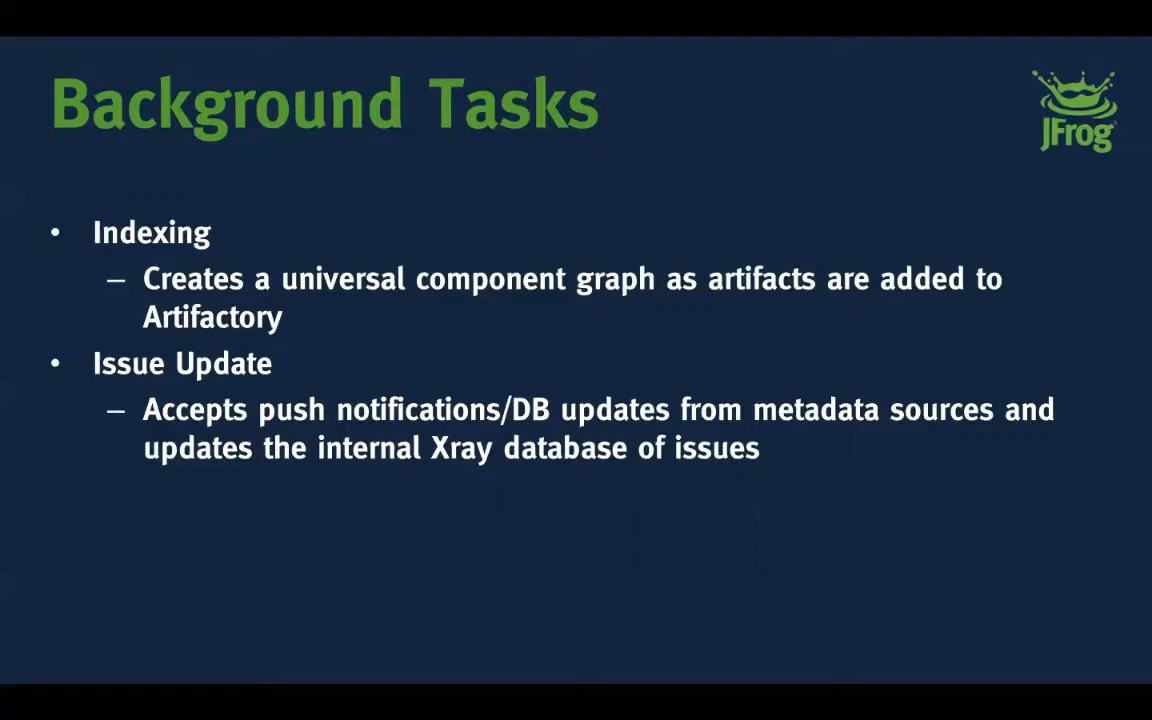 Background Tasks
JFrog
• Indexing
– Creates a universal component graph as artifacts are added to
Artifactory
• Issue Update
– Accepts push notifications/DB updates from metadata sources and
updates the internal Xray database of issues